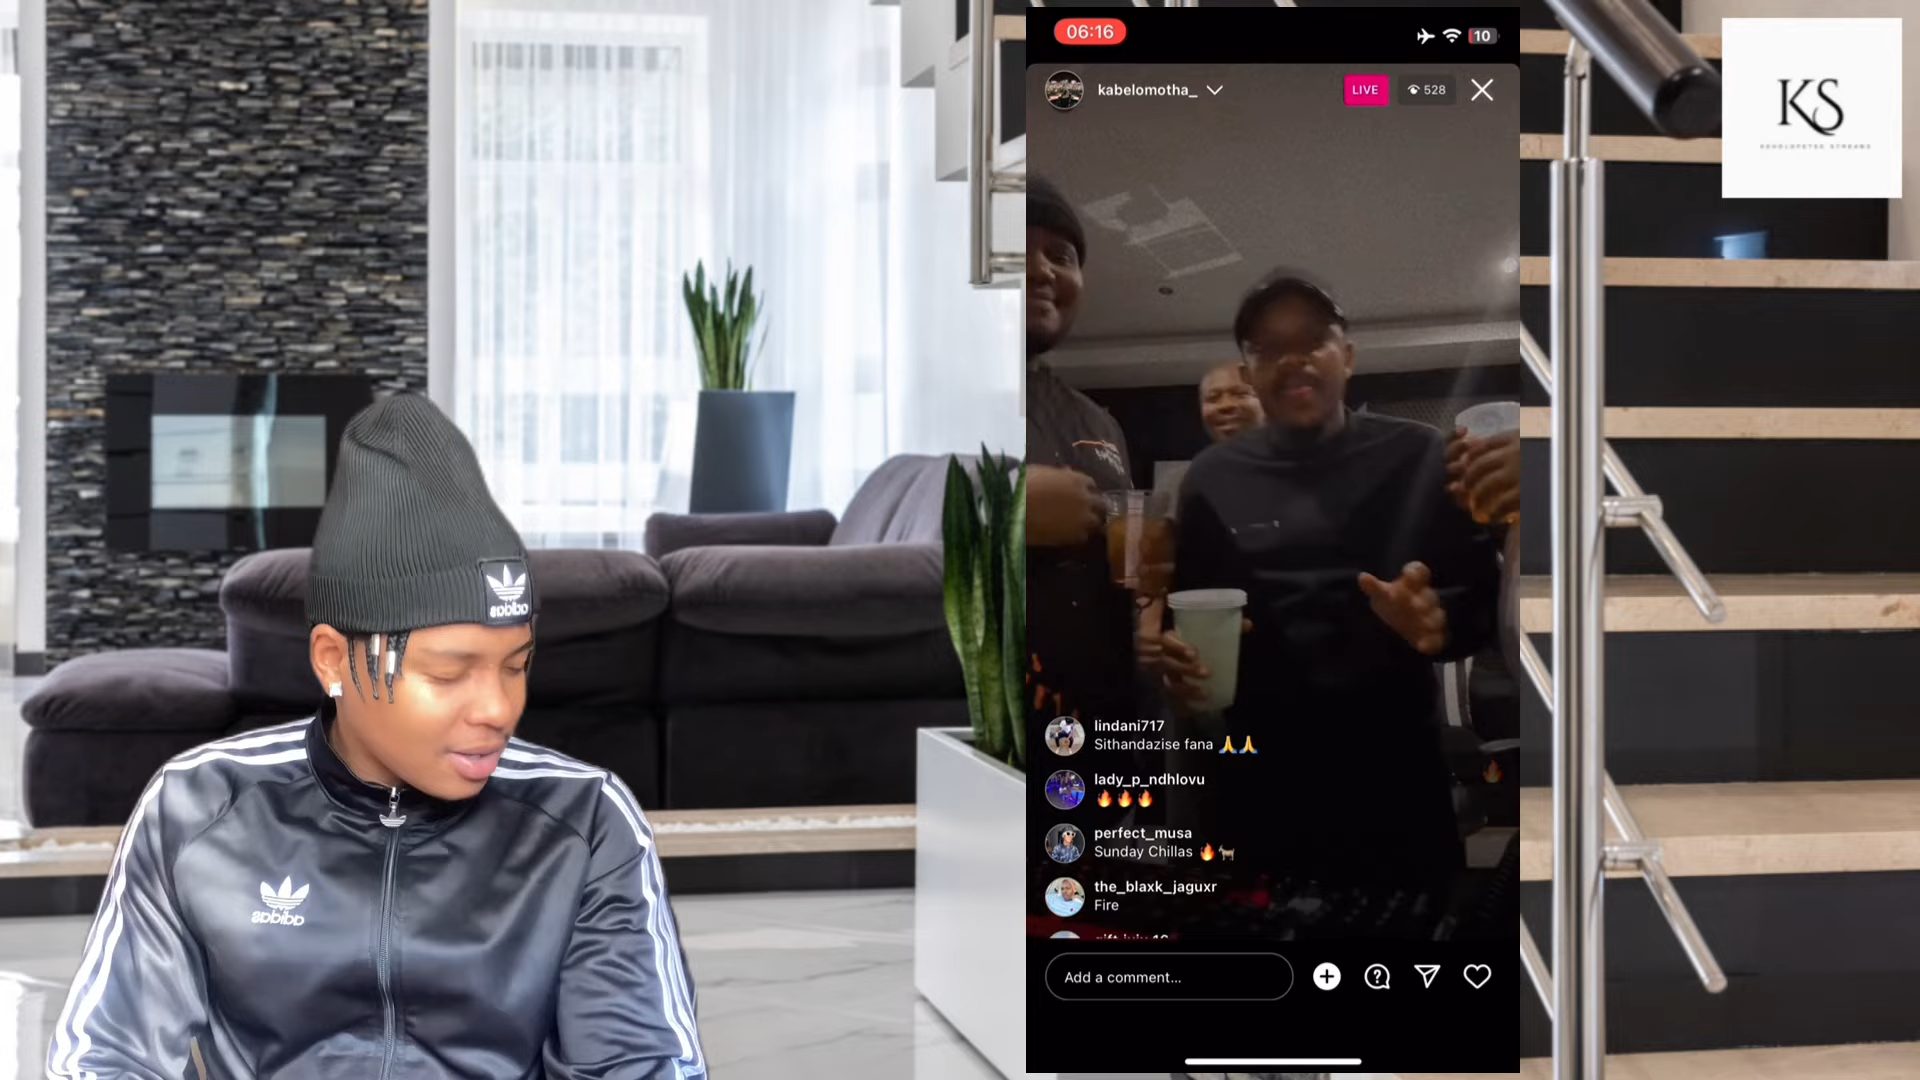 06:16
10
kabelomotha_
LIVE
528
KS
lindani717
Sithandazise fana 🙏🙏
lady_p_ndhlovu
🔥🔥🔥
perfect_musa
Sunday Chillas 🔥🐐
the_blaxk_jaguxr
Fire
Add a comment...
adidas
adidas